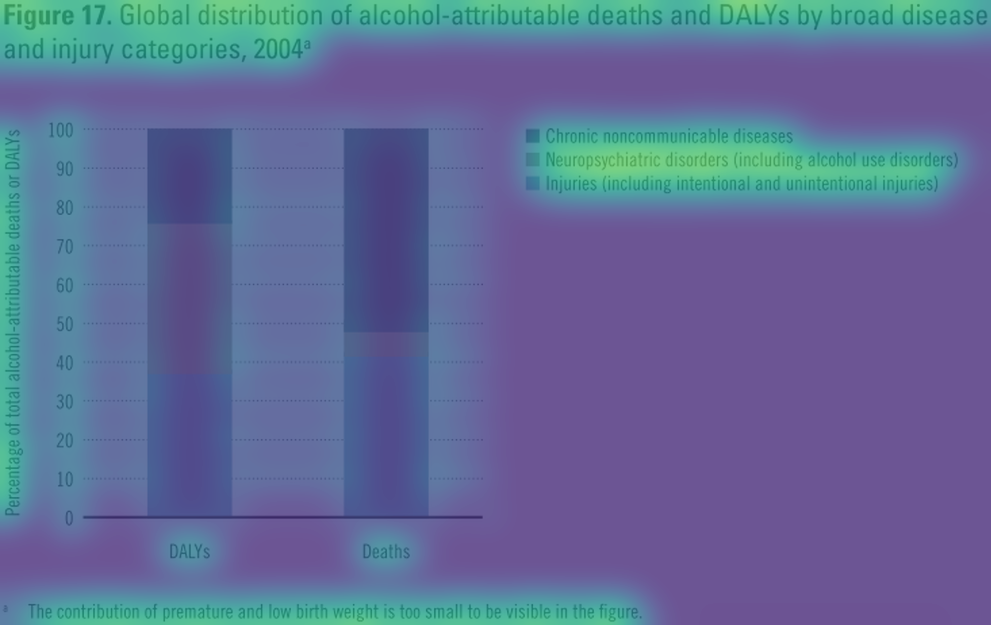 Figure 17. Global distribution of alcohol-attributable deaths and DALYs by broad disease
and injury categories, 2004ᵃ
Percentage of total alcohol-attributable deaths or DALYs
100
90
80
70
60
50
40
30
20
10
0
DALYs
Deaths
Chronic noncommunicable diseases
Neuropsychiatric disorders (including alcohol use disorders)
Injuries (including intentional and unintentional injuries)
ᵃ The contribution of premature and low birth weight is too small to be visible in the figure.